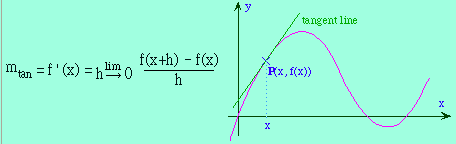 m_tan = f'(x) = lim h→0 f(x+h) – f(x) / h
y
tangent line
P(x, f(x))
x
x